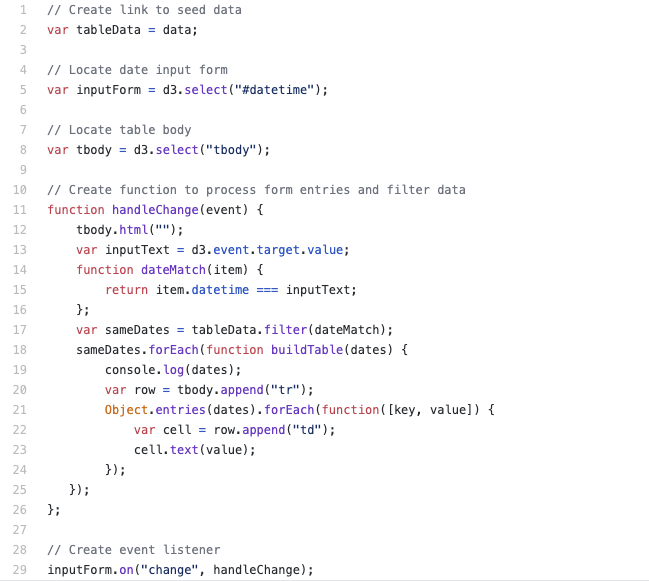 1 // Create link to seed data
2 var tableData = data;
3
4 // Locate date input form
5 var inputForm = d3.select("#datetime");
6
7 // Locate table body
8 var tbody = d3.select("tbody");
9
10 // Create function to process form entries and filter data
11 function handleChange(event) {
12     tbody.html("");
13     var inputText = d3.event.target.value;
14     function dateMatch(item) {
15         return item.datetime === inputText;
16     };
17     var sameDates = tableData.filter(dateMatch);
18     sameDates.forEach(function buildTable(dates) {
19         console.log(dates);
20         var row = tbody.append("tr");
21         Object.entries(dates).forEach(function([key, value]) {
22             var cell = row.append("td");
23             cell.text(value);
24         });
25    });
26 };
27
28 // Create event listener
29 inputForm.on("change", handleChange);